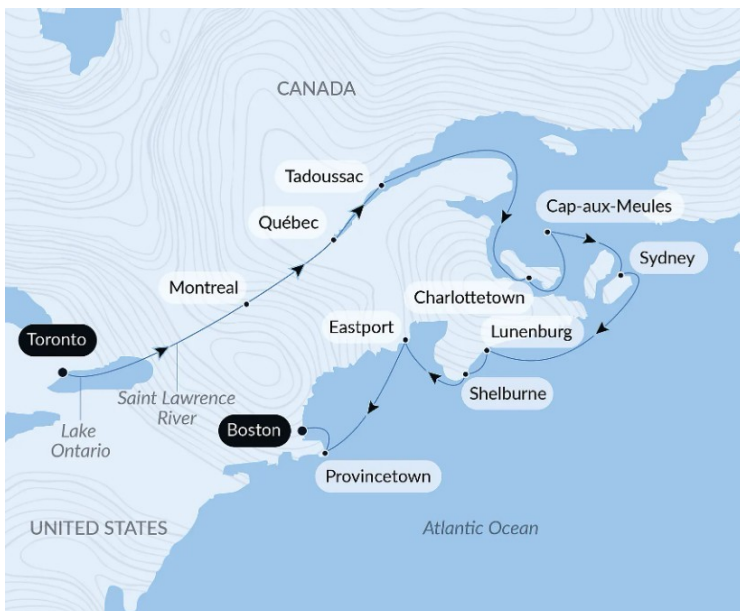 CANADA
Tadoussac
Cap-aux-Meules
Québec
Sydney
Montreal
Charlottetown
Eastport
Lunenburg
Toronto
Shelburne
Saint Lawrence
River
Boston
Lake
Ontario
Provincetown
UNITED STATES
Atlantic Ocean